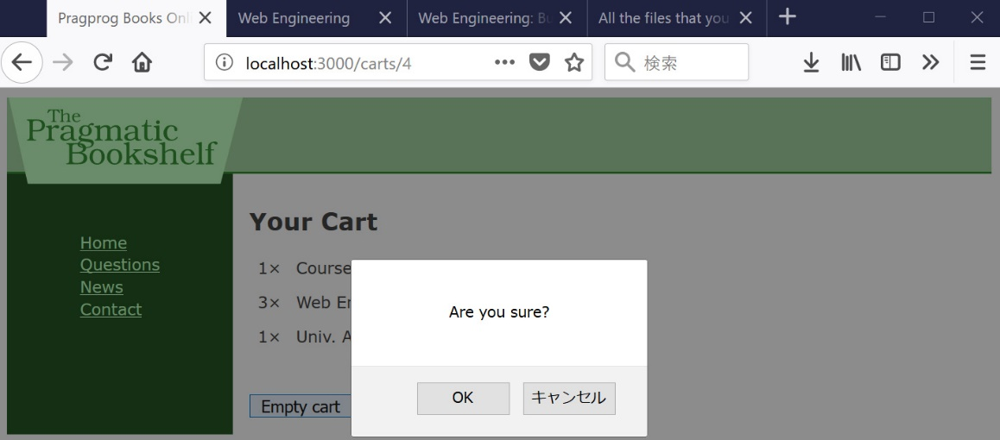 Pragprog Books Onl
Web Engineering
Web Engineering: Bu
All the files that you
localhost:3000/carts/4
検索
The
Pragmatic
Bookshelf
Home
Questions
News
Contact
Your Cart
1× Course
3× Web En
1× Univ. A
Are you sure?
OK キャンセル
Empty cart